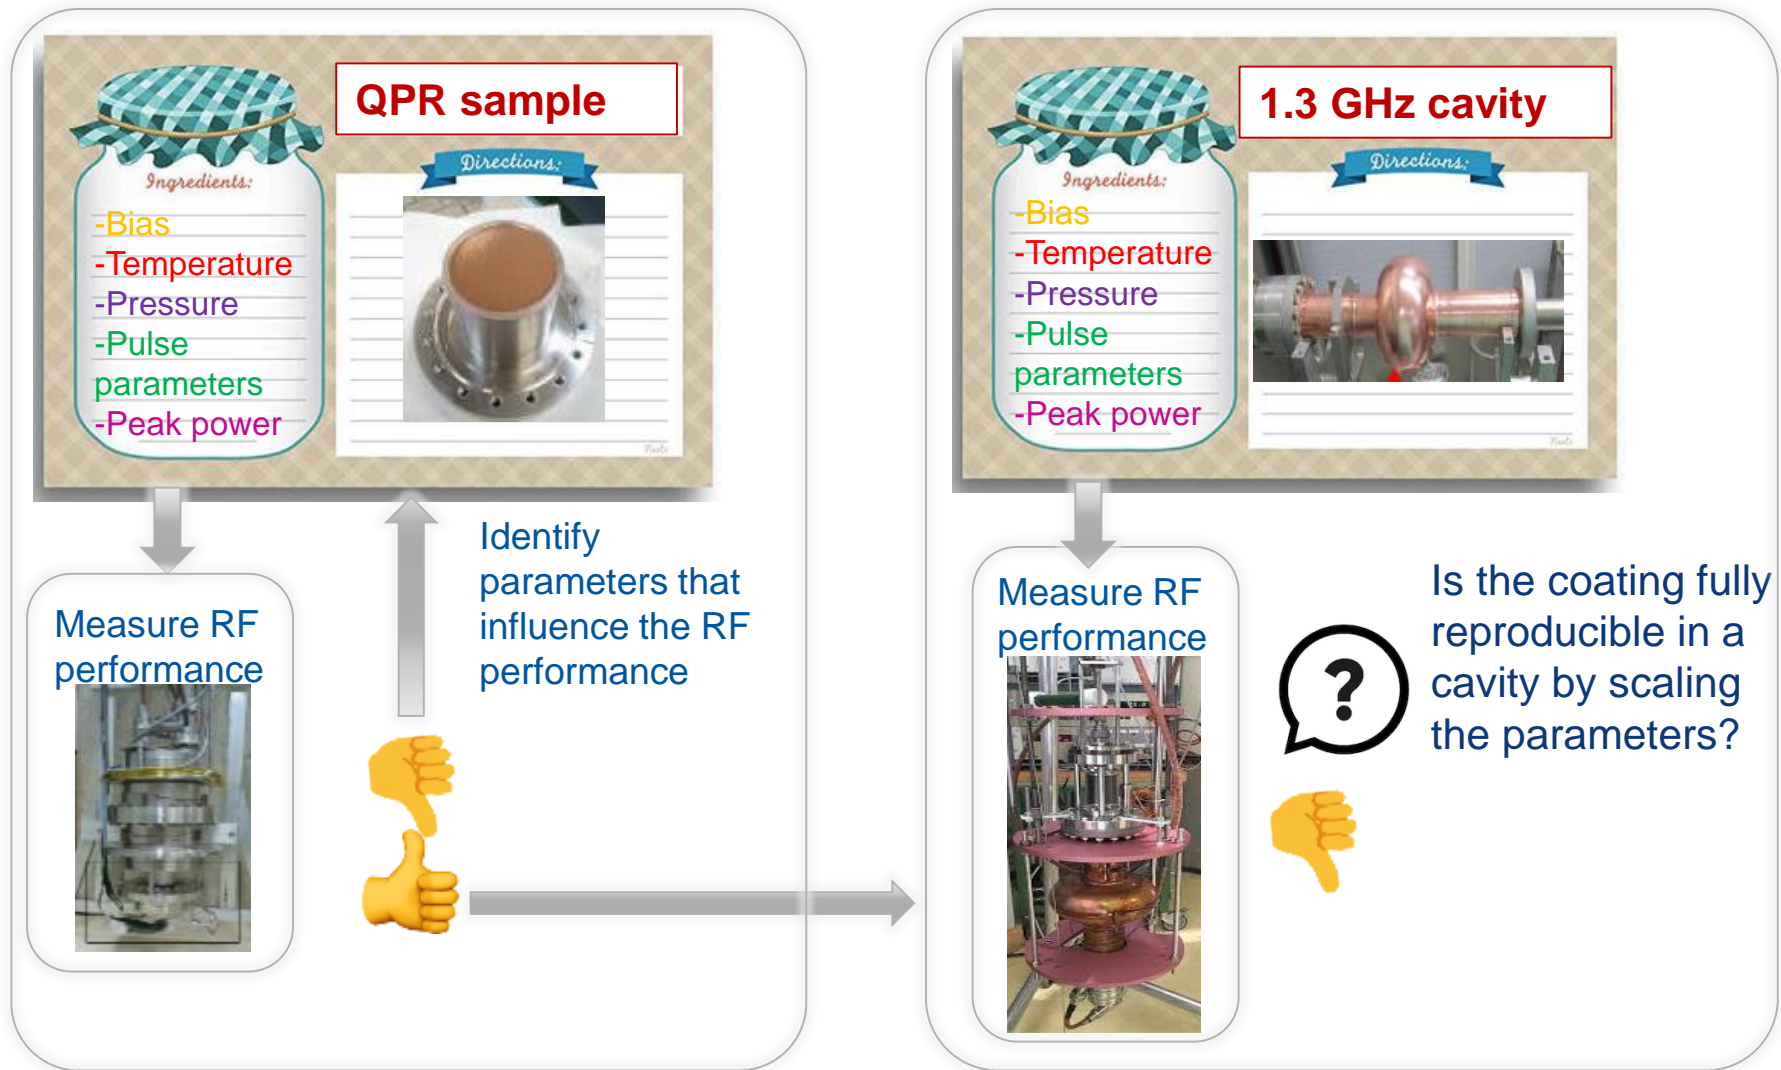 QPR sample
Directions:
Ingredients:
-Bias
-Temperature
-Pressure
-Pulse
parameters
-Peak power
Identify
parameters that
influence the RF
performance
Measure RF
performance
1.3 GHz cavity
Directions:
Ingredients:
-Bias
-Temperature
-Pressure
-Pulse
parameters
-Peak power
Measure RF
performance
?
Is the coating fully
reproducible in a
cavity by scaling
the parameters?